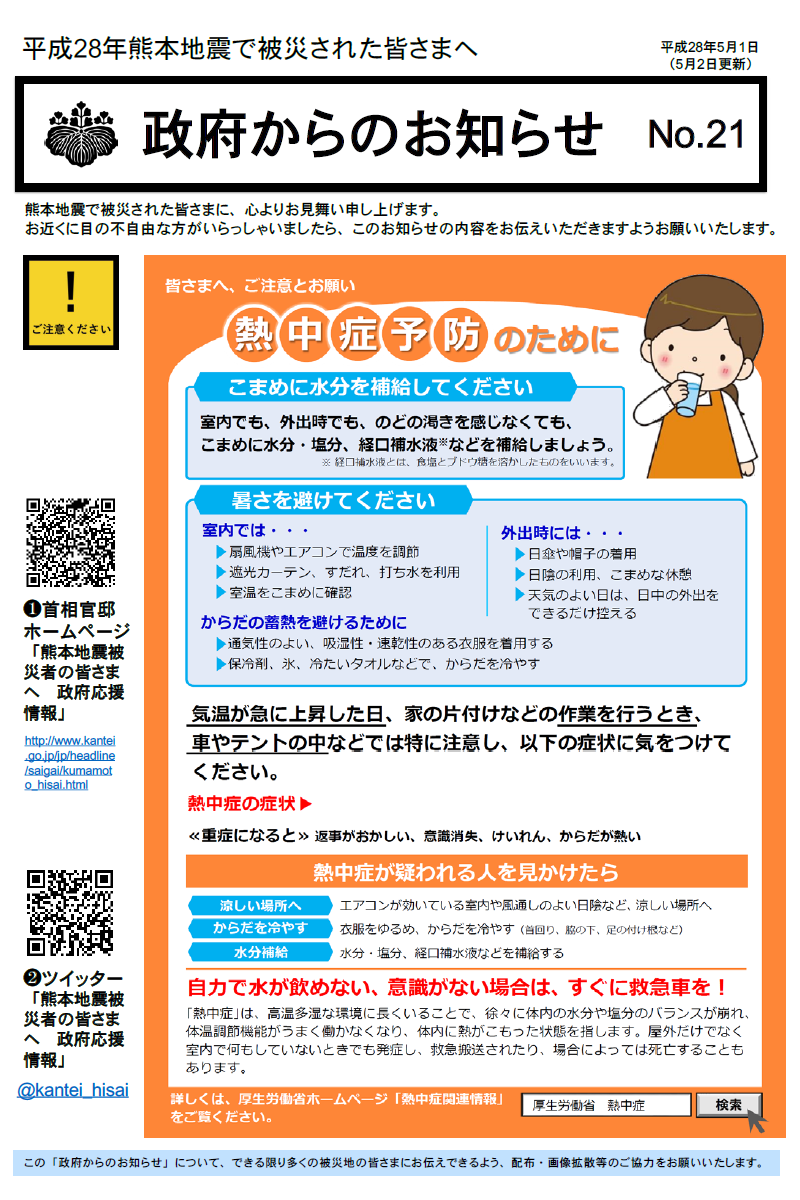 平成28年熊本地震で被災された皆さまへ
平成28年5月1日
（5月2日更新）
政府からのお知らせ No.21
熊本地震で被災された皆さまに、心よりお見舞い申し上げます。
お近くに目の不自由な方がいらっしゃいましたら、このお知らせの内容をお伝えいただきますようお願いいたします。
！
ご注意ください
❶首相官邸
ホームページ
「熊本地震被
災者の皆さま
へ　政府応援
情報」
http://www.kantei
.go.jp/jp/headline
/saigai/kumamot
o_hisai.html
❷ツイッター
「熊本地震被
災者の皆さま
へ　政府応援
情報」
@kantei_hisai
皆さまへ、ご注意とお願い
熱中症予防のために
こまめに水分を補給してください
室内でも、外出時でも、のどの渇きを感じなくても、
こまめに水分・塩分、経口補水液※などを補給しましょう。
※ 経口補水液とは、食塩とブドウ糖を溶かしたものをいいます。
暑さを避けてください
室内では・・・
▶扇風機やエアコンで温度を調節
▶遮光カーテン、すだれ、打ち水を利用
▶室温をこまめに確認
外出時には・・・
▶日傘や帽子の着用
▶日陰の利用、こまめな休憩
▶天気のよい日は、日中の外出を
できるだけ控える
からだの蓄熱を避けるために
▶通気性のよい、吸湿性・速乾性のある衣服を着用する
▶保冷剤、氷、冷たいタオルなどで、からだを冷やす
気温が急に上昇した日、家の片付けなどの作業を行うとき、
車やテントの中などでは特に注意し、以下の症状に気をつけて
ください。
熱中症の症状▶
≪重症になると≫ 返事がおかしい、意識消失、けいれん、からだが熱い
熱中症が疑われる人を見かけたら
涼しい場所へ エアコンが効いている室内や風通しのよい日陰など、涼しい場所へ
からだを冷やす 衣服をゆるめ、からだを冷やす（首回り、脇の下、足の付け根など）
水分補給 水分・塩分、経口補水液などを補給する
自力で水が飲めない、意識がない場合は、すぐに救急車を！
「熱中症」は、高温多湿な環境に長くいることで、徐々に体内の水分や塩分のバランスが崩れ、
体温調節機能がうまく働かなくなり、体内に熱がこもった状態を指します。屋外だけでなく
室内で何もしていないときでも発症し、救急搬送されたり、場合によっては死亡することも
あります。
詳しくは、厚生労働省ホームページ「熱中症関連情報」
をご覧ください。
厚生労働省　熱中症 検索
この「政府からのお知らせ」について、できる限り多くの被災地の皆さまにお伝えできるよう、配布・画像拡散等のご協力をお願いいたします。